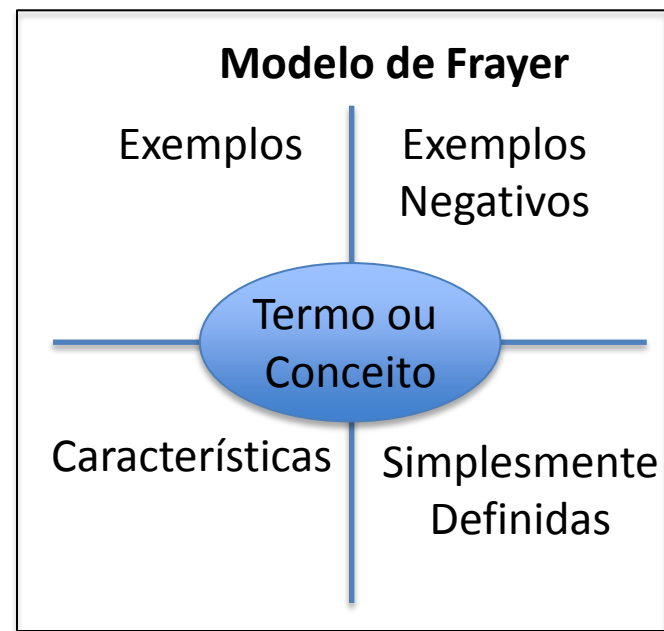 Modelo de Frayer
Exemplos
Exemplos
Negativos
Termo ou
Conceito
Características
Simplesmente
Definidas